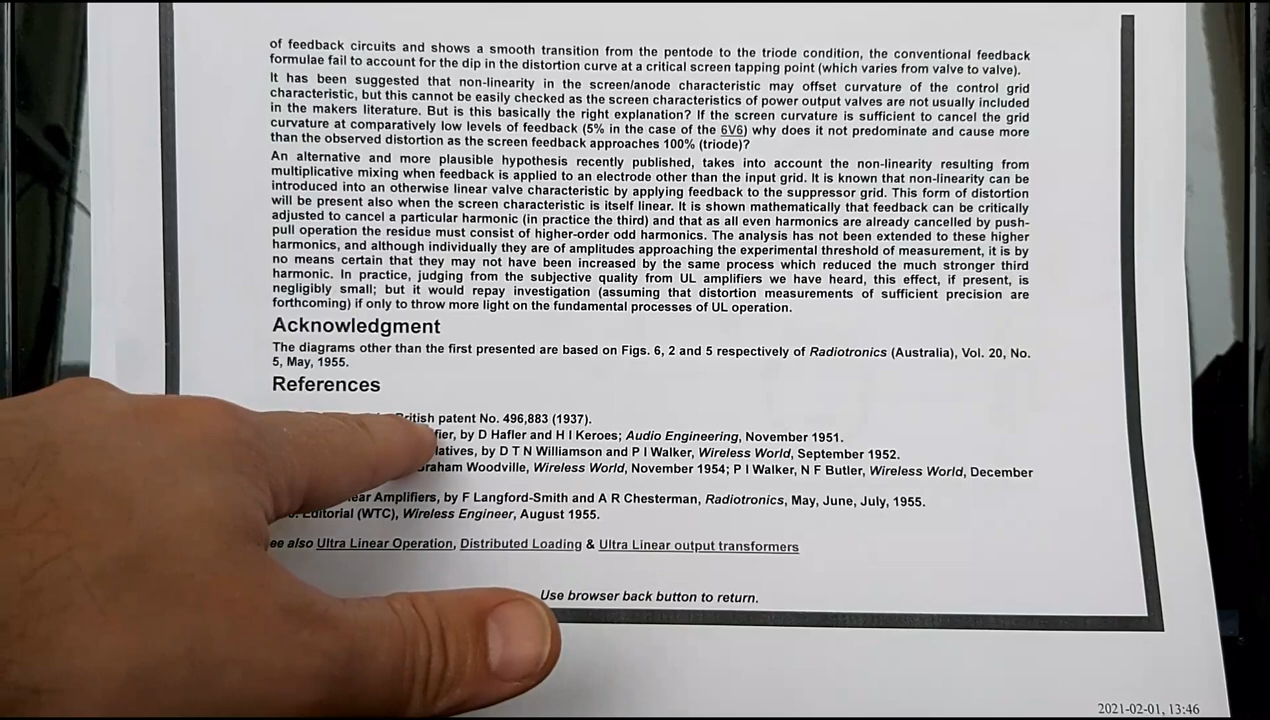 of feedback circuits and shows a smooth transition from the pentode to the triode condition, the conventional feedback
formulae fail to account for the dip in the distortion curve at a critical screen tapping point (which varies from valve to valve).
It has been suggested that non-linearity in the screen/anode characteristic may offset curvature of the control grid
characteristic, but this cannot be easily checked as the screen characteristics of power output valves are not usually included
in the makers literature. But is this basically the right explanation? If the screen curvature is sufficient to cancel the grid
curvature at comparatively low levels of feedback (5% in the case of the 6V6) why does it not predominate and cause more
than the observed distortion as the screen feedback approaches 100% (triode)?
An alternative and more plausible hypothesis recently published, takes into account the non-linearity resulting from
multiplicative mixing when feedback is applied to an electrode other than the input grid. It is known that non-linearity can be
introduced into an otherwise linear valve characteristic by applying feedback to the suppressor grid. This form of distortion
will be present also when the screen characteristic is itself linear. It is shown mathematically that feedback can be critically
adjusted to cancel a particular harmonic (in practice the third) and that as all even harmonics are already cancelled by push-
pull operation the residue must consist of higher-order odd harmonics. The analysis has not been extended to these higher
harmonics, and although individually they are of amplitudes approaching the experimental threshold of measurement, it is by
no means certain that they may not have been increased by the same process which reduced the much stronger third
harmonic. In practice, judging from the subjective quality from UL amplifiers we have heard, this effect, if present, is
negligibly small; but it would repay investigation (assuming that distortion measurements of sufficient precision are
forthcoming) if only to throw more light on the fundamental processes of UL operation.
Acknowledgment
The diagrams other than the first presented are based on Figs. 6, 2 and 5 respectively of Radiotronics (Australia), Vol. 20, No.
5, May, 1955.
References
British patent No. 496,883 (1937).
by D Hafler and H I Keroes; Audio Engineering, November 1951.
by D T N Williamson and P I Walker, Wireless World, September 1952.
Woodville, Wireless World, November 1954; P I Walker, N F Butler, Wireless World, December
Amplifiers, by F Langford-Smith and A R Chesterman, Radiotronics, May, June, July, 1955.
Editorial (WTC), Wireless Engineer, August 1955.
also Ultra Linear Operation, Distributed Loading & Ultra Linear output transformers
Use browser back button to return.
2021-02-01, 13:46